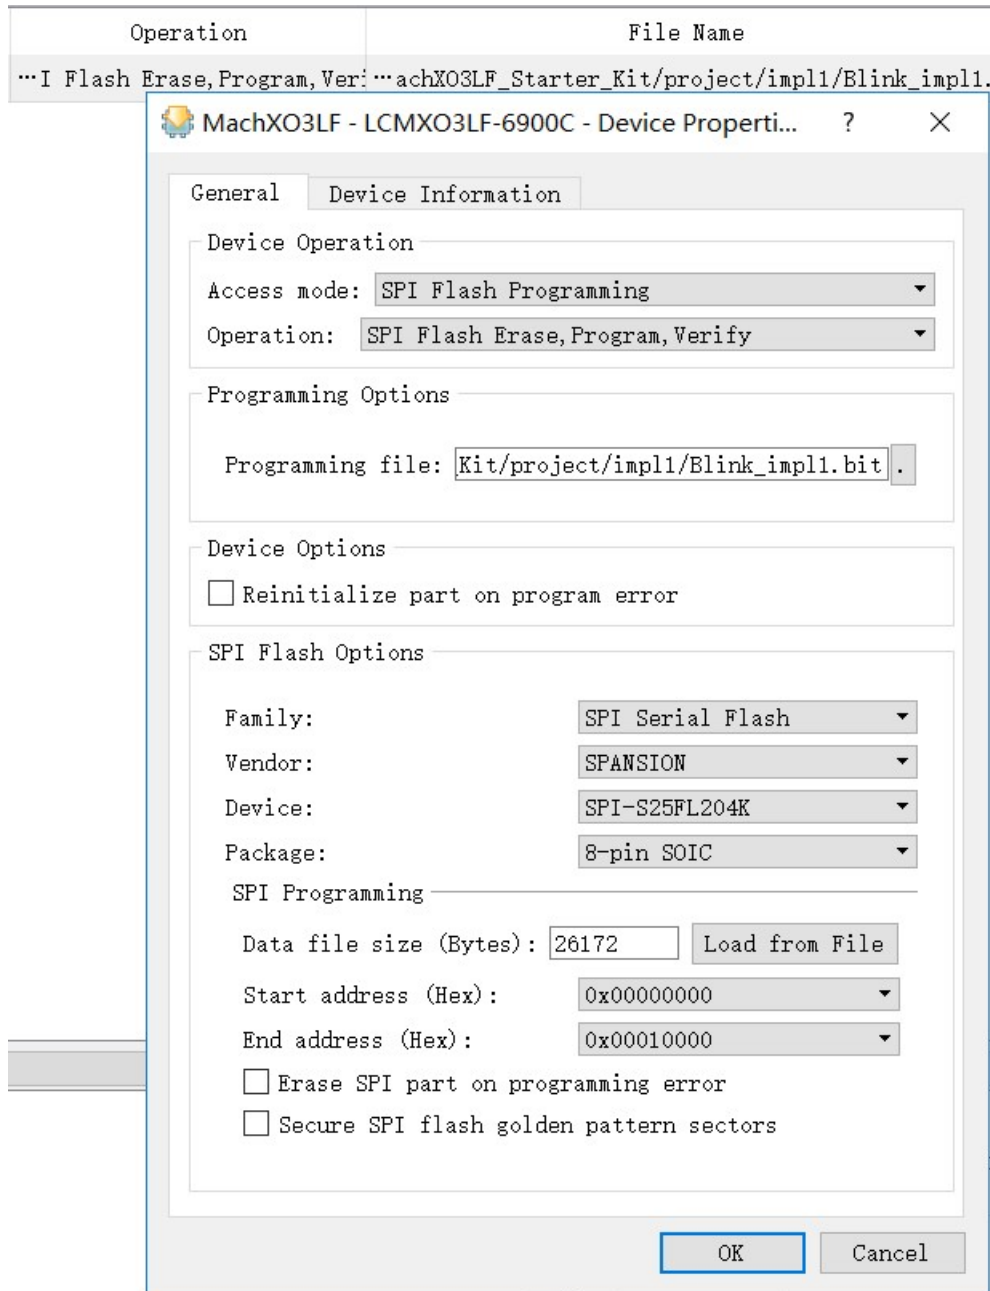 Operation File Name
···I Flash Erase,Program,Veri ···achXO3LF_Starter_Kit/project/impl1/Blink_impl1.
MachXO3LF - LCMXO3LF-6900C - Device Properti... ? ×
General Device Information
Device Operation
Access mode: SPI Flash Programming
Operation: SPI Flash Erase,Program,Verify
Programming Options
Programming file: Kit/project/impl1/Blink_impl1.bit .
Device Options
Reinitialize part on program error
SPI Flash Options
Family: SPI Serial Flash
Vendor: SPANSION
Device: SPI-S25FL204K
Package: 8-pin SOIC
SPI Programming
Data file size (Bytes): 26172 Load from File
Start address (Hex): 0x00000000
End address (Hex): 0x00010000
Erase SPI part on programming error
Secure SPI flash golden pattern sectors
OK Cancel